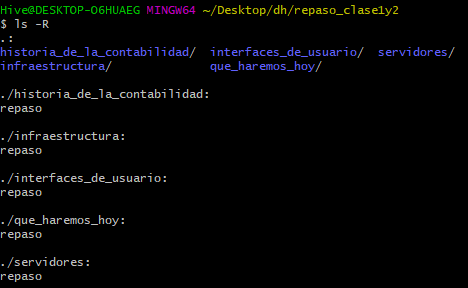 Hive@DESKTOP-O6HUAEG MINGW64 ~/Desktop/dh/repaso_clase1y2
$ ls -R
.:
historia_de_la_contabilidad/  interfaces_de_usuario/  servidores/
infraestructura/              que_haremos_hoy/

./historia_de_la_contabilidad:
repaso

./infraestructura:
repaso

./interfaces_de_usuario:
repaso

./que_haremos_hoy:
repaso

./servidores:
repaso